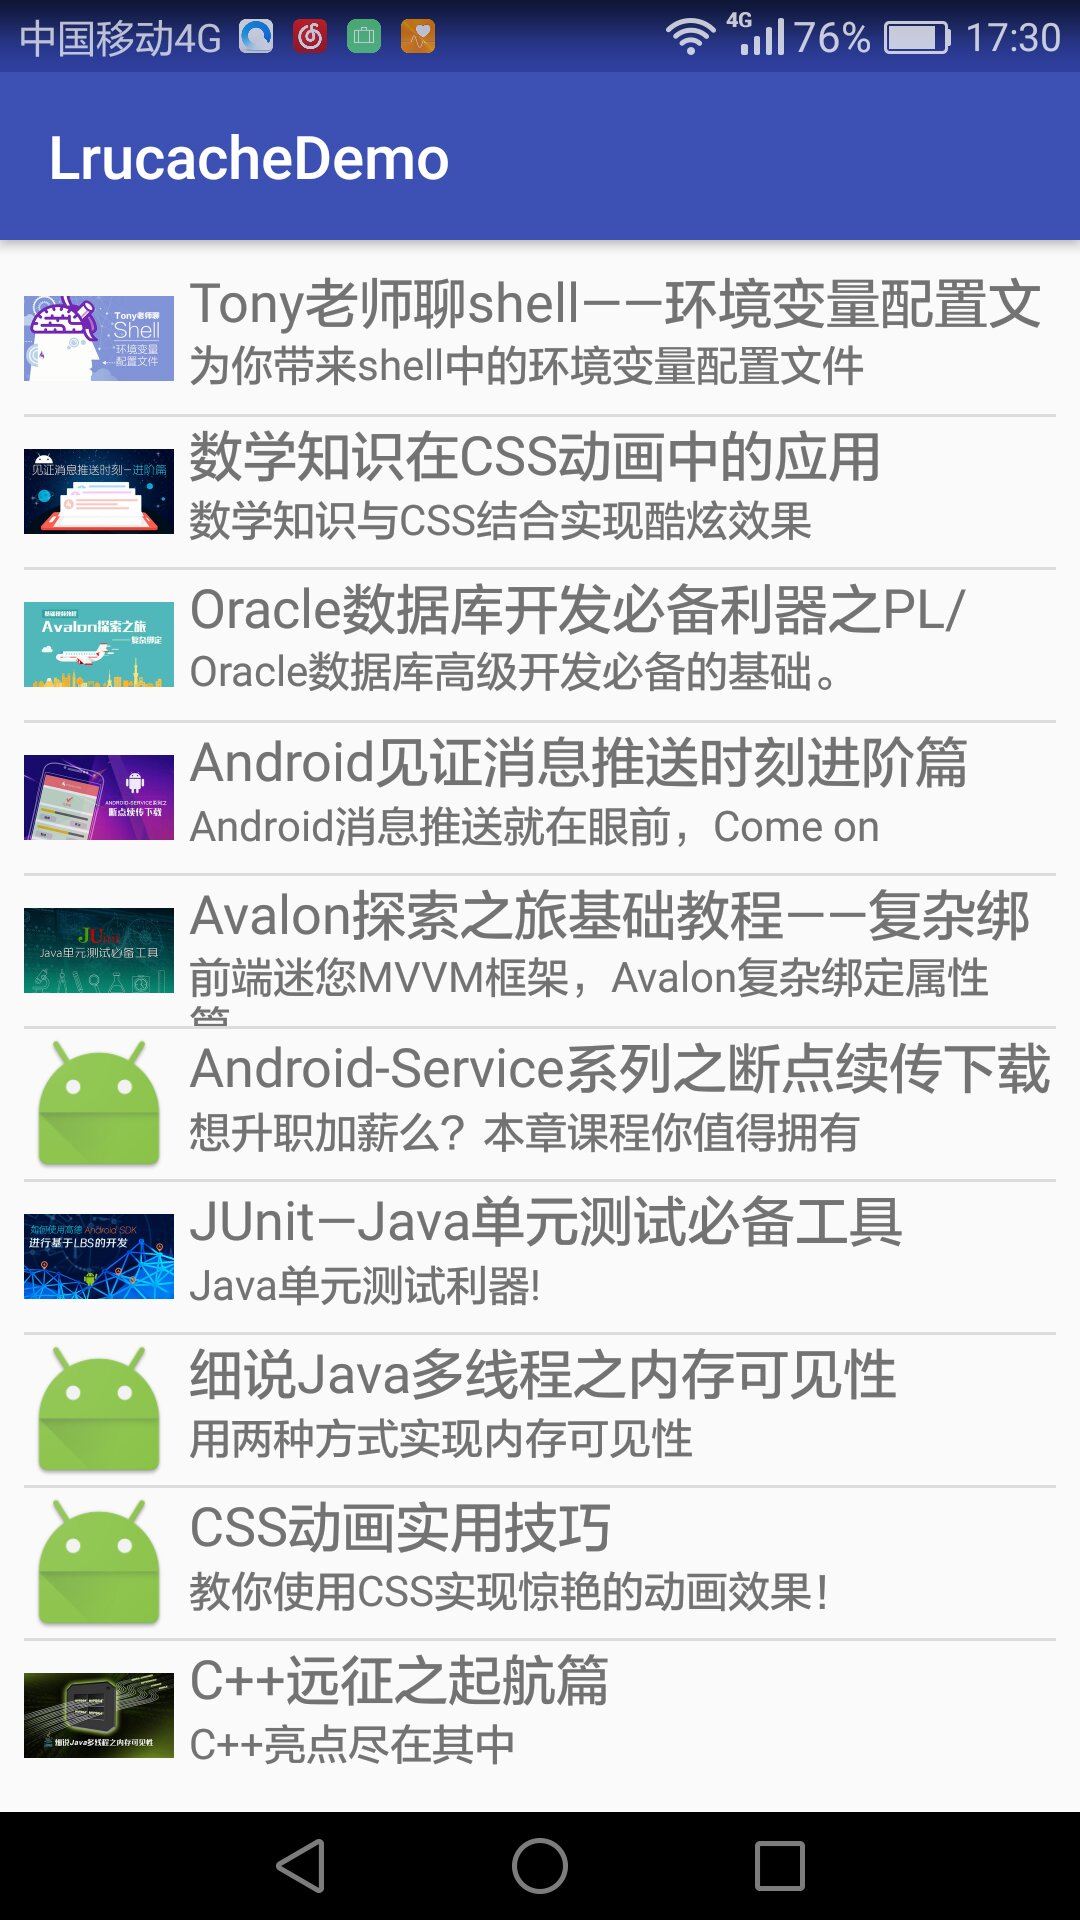 中国移动4G 4G 76% 17:30
LrucacheDemo
Tony老师聊shell——环境变量配置文
为你带来shell中的环境变量配置文件
Tony老师聊
Shell
环境变量
配置文件
数学知识在CSS动画中的应用
数学知识与CSS结合实现酷炫效果
见证消息推送时刻—进阶篇
Oracle数据库开发必备利器之PL/
Oracle数据库高级开发必备的基础。
Avalon探索之旅
——复杂绑定
Android见证消息推送时刻进阶篇
Android消息推送就在眼前，Come on
ANDROID-SERVICE系列之
断点续传下载
Avalon探索之旅基础教程——复杂绑
前端迷您MVVM框架，Avalon复杂绑定属性
JUnit
Java单元测试必备工具
Android-Service系列之断点续传下载
想升职加薪么？本章课程你值得拥有
JUnit—Java单元测试必备工具
Java单元测试利器!
如何使用高德 Android SDK
进行基于LBS的开发
细说Java多线程之内存可见性
用两种方式实现内存可见性
CSS动画实用技巧
教你使用CSS实现惊艳的动画效果！
C++远征之起航篇
C++亮点尽在其中
细说Java多线程之内存可见性